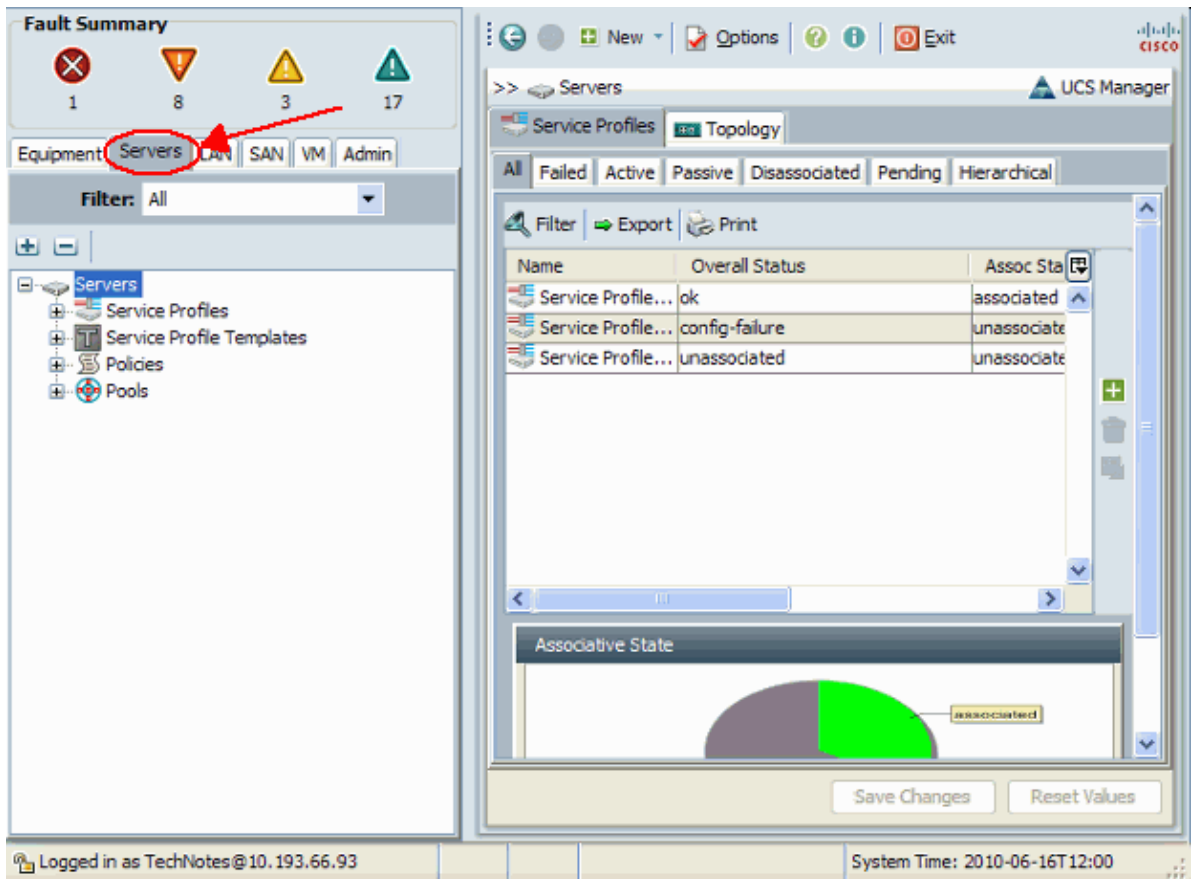 Fault Summary
1 8 3 17
Equipment Servers LAN SAN VM Admin
Filter: All
Servers
Service Profiles
Service Profile Templates
Policies
Pools
New Options Exit
CISCO
>> Servers UCS Manager
Service Profiles Topology
All Failed Active Passive Disassociated Pending Hierarchical
Filter Export Print
Name Overall Status Assoc Sta
Service Profile... ok associated
Service Profile... config-failure unassociate
Service Profile... unassociated unassociate
Associative State
associated
Save Changes Reset Values
Logged in as TechNotes@10.193.66.93 System Time: 2010-06-16T12:00